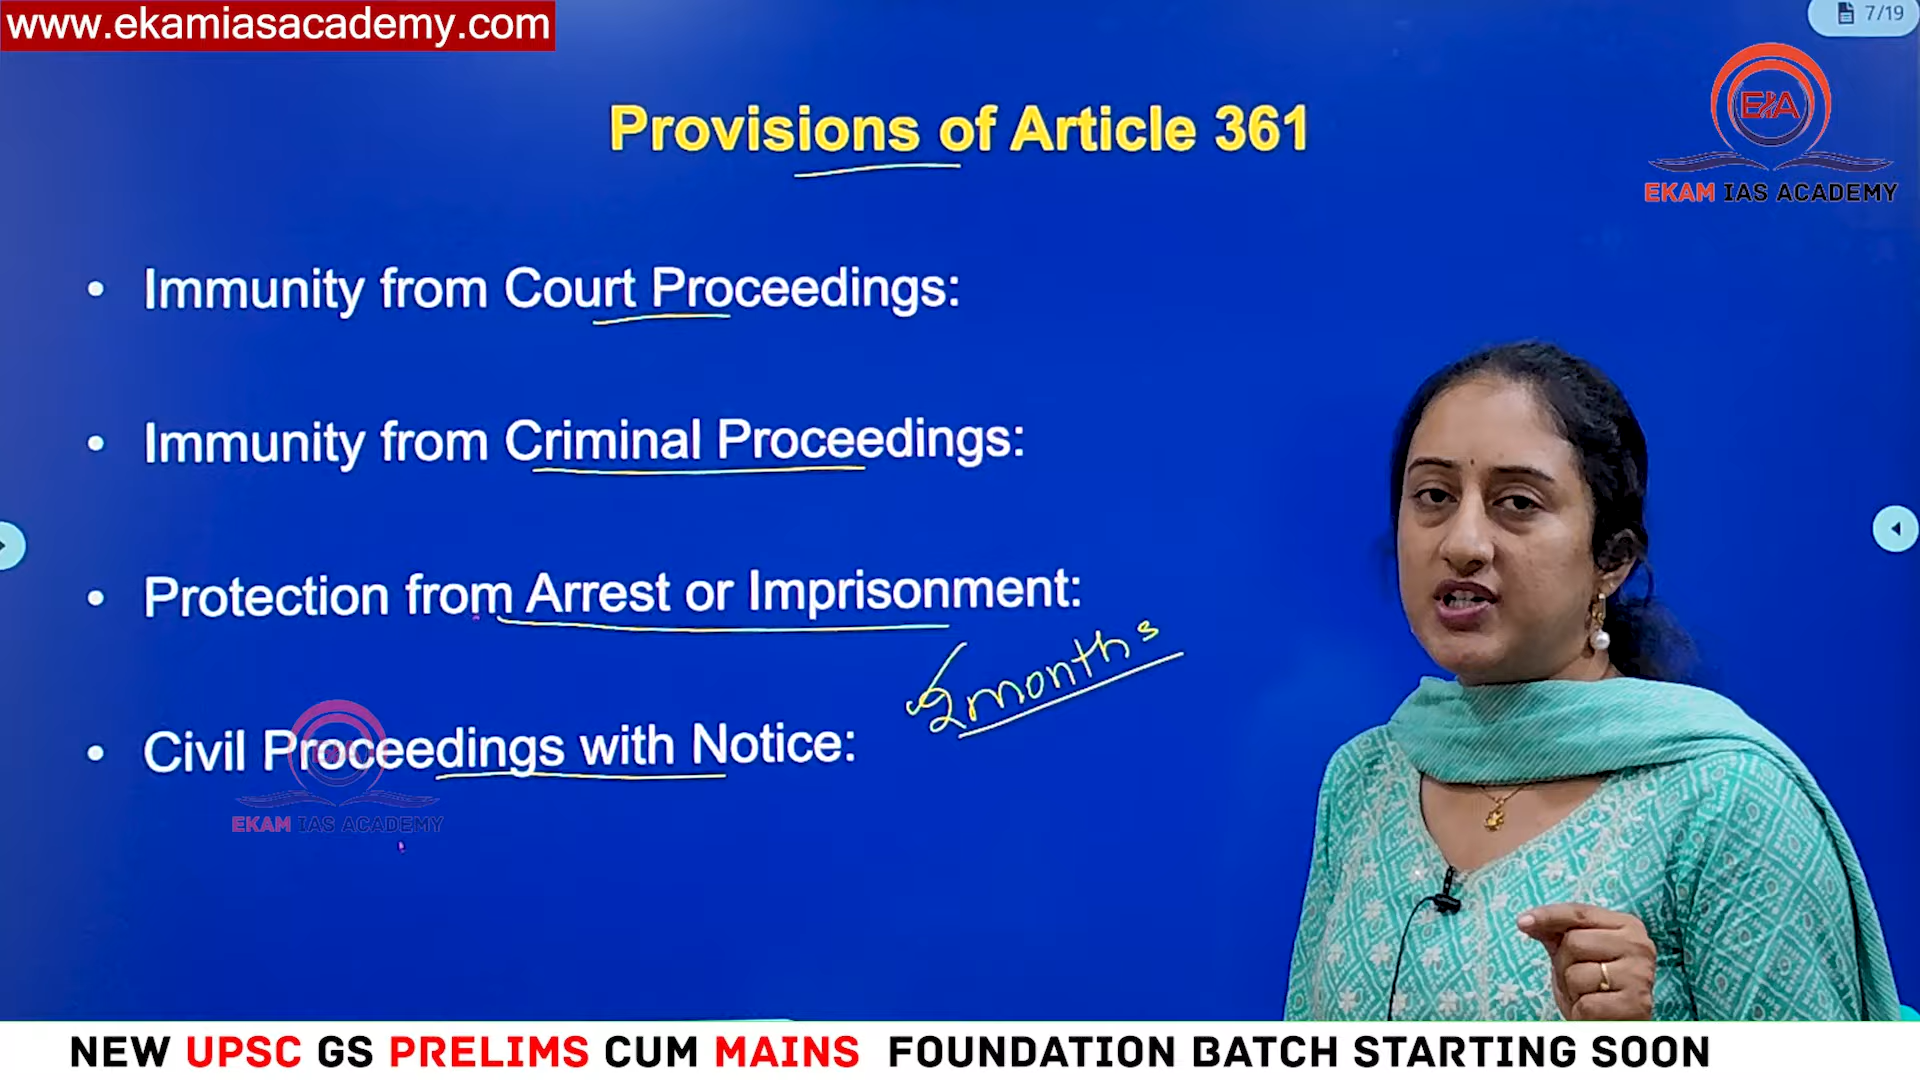 www.ekamiasacademy.com
7/19
EKAM IAS ACADEMY
Provisions of Article 361
• Immunity from Court Proceedings:
• Immunity from Criminal Proceedings:
• Protection from Arrest or Imprisonment:
2 months
• Civil Proceedings with Notice:
EKAM IAS ACADEMY
NEW UPSC GS PRELIMS CUM MAINS FOUNDATION BATCH STARTING SOON